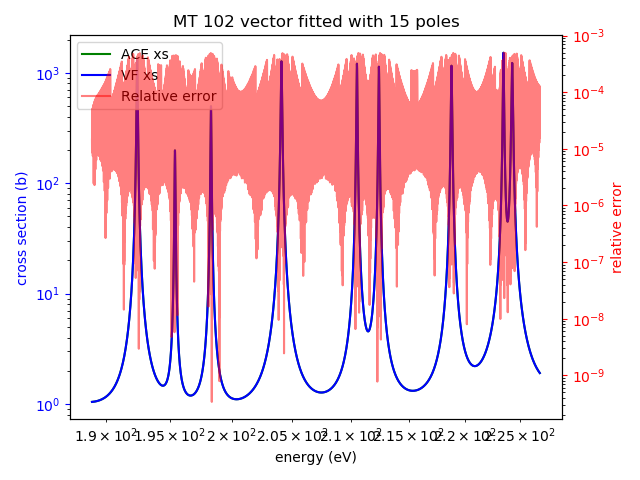 MT 102 vector fitted with 15 poles
ACE xs
VF xs
Relative error
cross section (b)
10³
10²
10¹
10⁰
10⁻³
10⁻⁴
10⁻⁵
10⁻⁶
10⁻⁷
10⁻⁸
10⁻⁹
relative error
1.9 × 10² 1.95 × 10² 2 × 10² 2.05 × 10² 2.1 × 10² 2.15 × 10² 2.2 × 10² 2.25 × 10²
energy (eV)